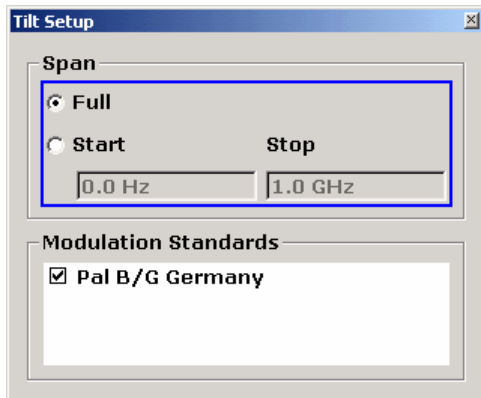 Tilt Setup
Span
Full
Start Stop
0.0 Hz 1.0 GHz
Modulation Standards
Pal B/G Germany